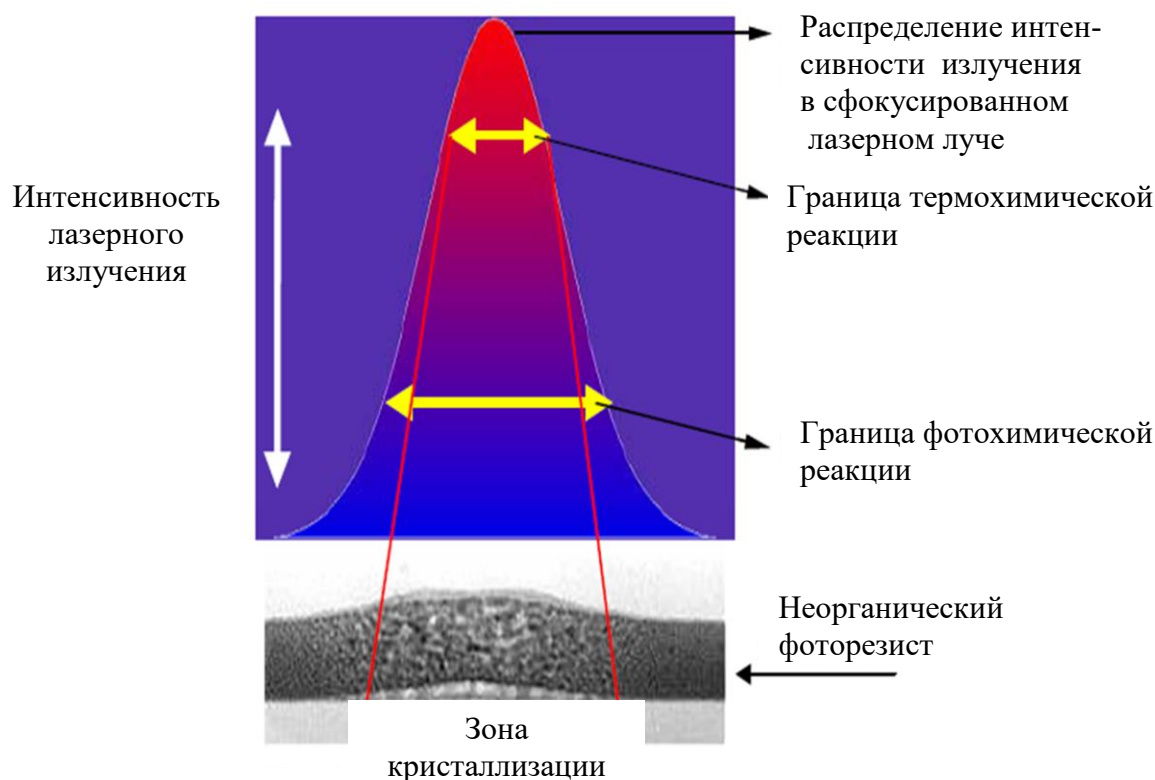 Распределение интен-
сивности излучения
в сфокусированном
лазерном луче
Интенсивность
лазерного
излучения
Граница термохимической
реакции
Граница фотохимической
реакции
Неорганический
фоторезист
Зона
кристаллизации